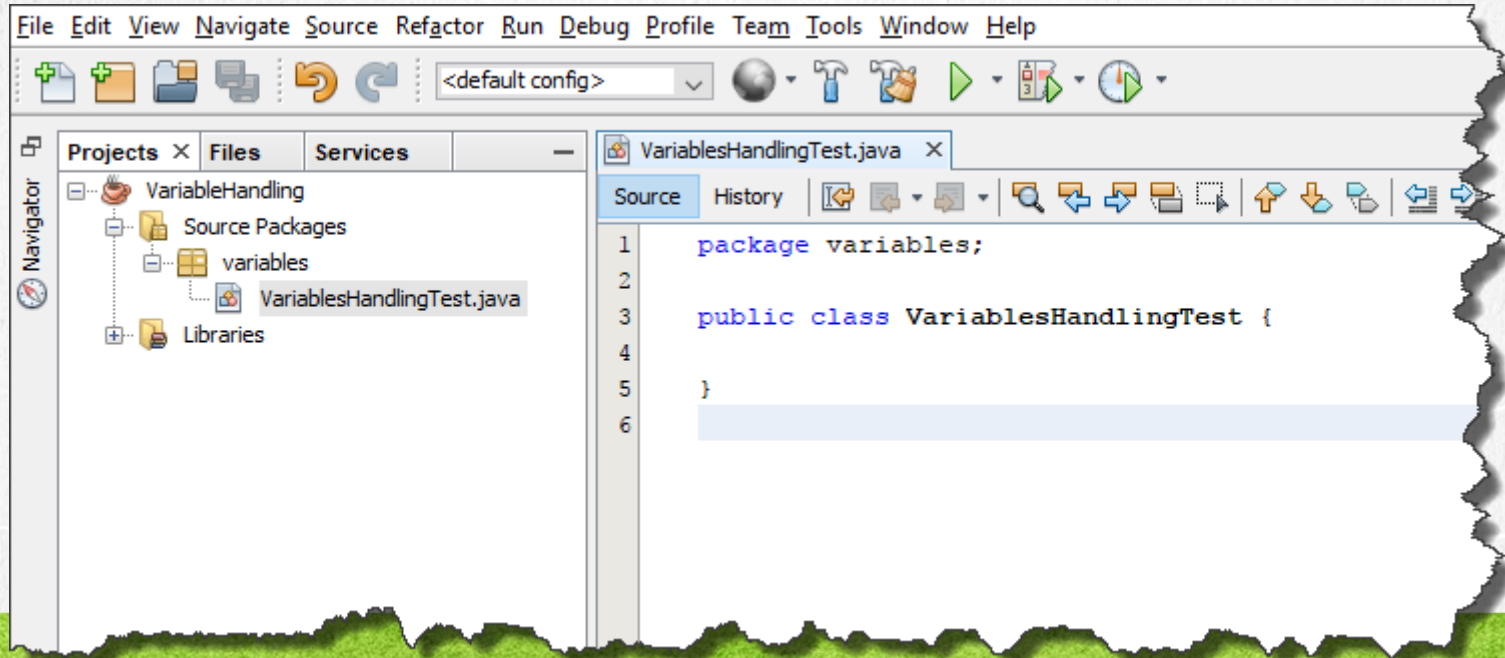 File Edit View Navigate Source Refactor Run Debug Profile Team Tools Window Help
<default config>
Navigator
Projects Files Services
VariableHandling
Source Packages
variables
VariablesHandlingTest.java
Libraries
VariablesHandlingTest.java
Source History
1 package variables;
2
3 public class VariablesHandlingTest {
4
5 }
6